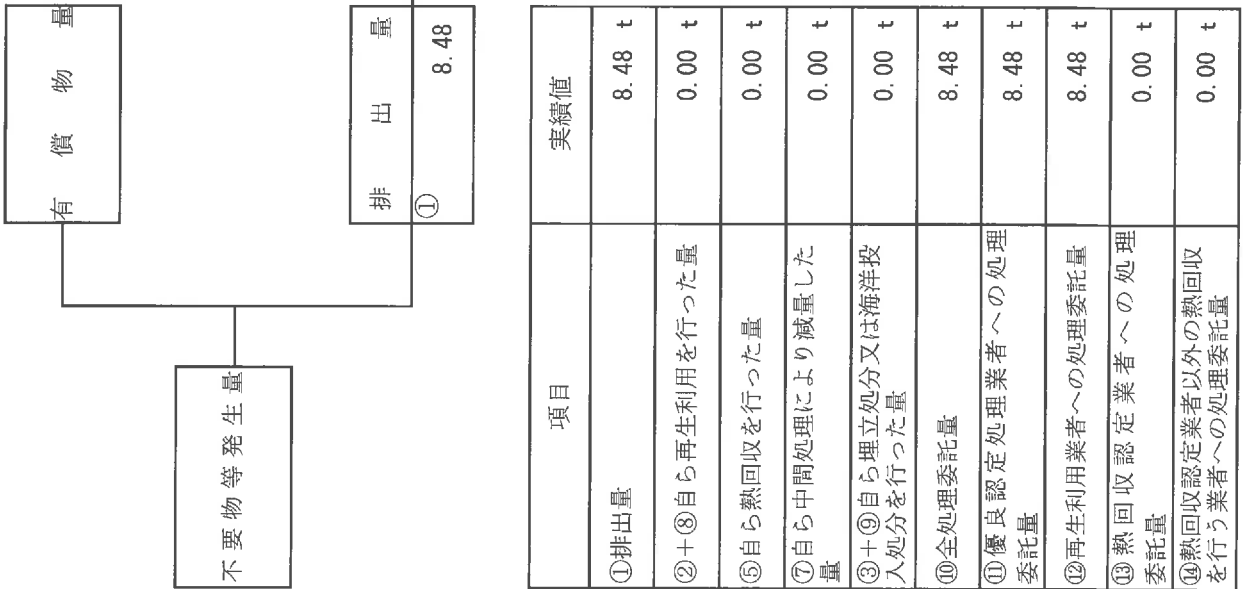 有償物量
不要物等発生量
排出量
① 8.48
項目 実績値
①排出量 8.48 t
②+⑧自ら再生利用を行った量 0.00 t
⑤自ら熱回収を行った量 0.00 t
⑦自ら中間処理により減量した
量 0.00 t
③+⑨自ら埋立処分又は海洋投
入処分を行った量 0.00 t
⑩全処理委託量 8.48 t
⑪優良認定処理業者への処理
委託量 8.48 t
⑫再生利用業者への処理委託量 8.48 t
⑬熱回収認定業者への処理
委託量 0.00 t
⑭熱回収認定業者以外の熱回収
を行う業者への処理委託量 0.00 t